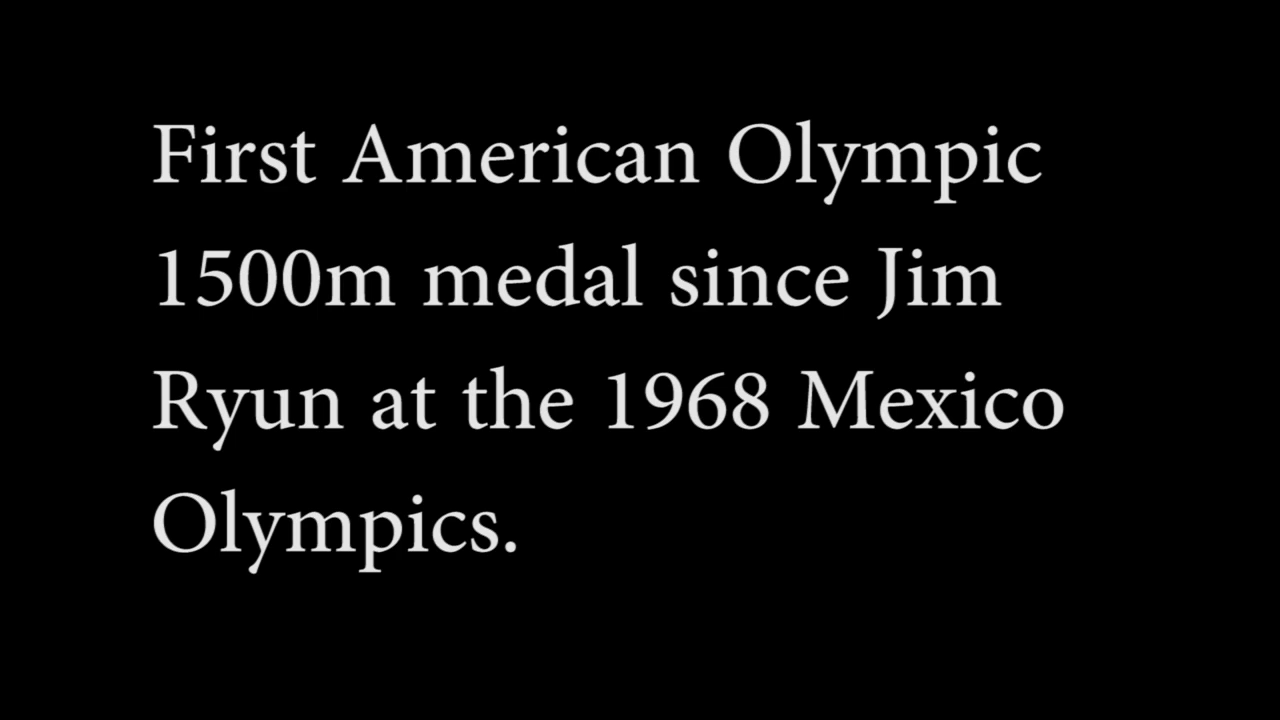 First American Olympic
1500m medal since Jim
Ryun at the 1968 Mexico
Olympics.